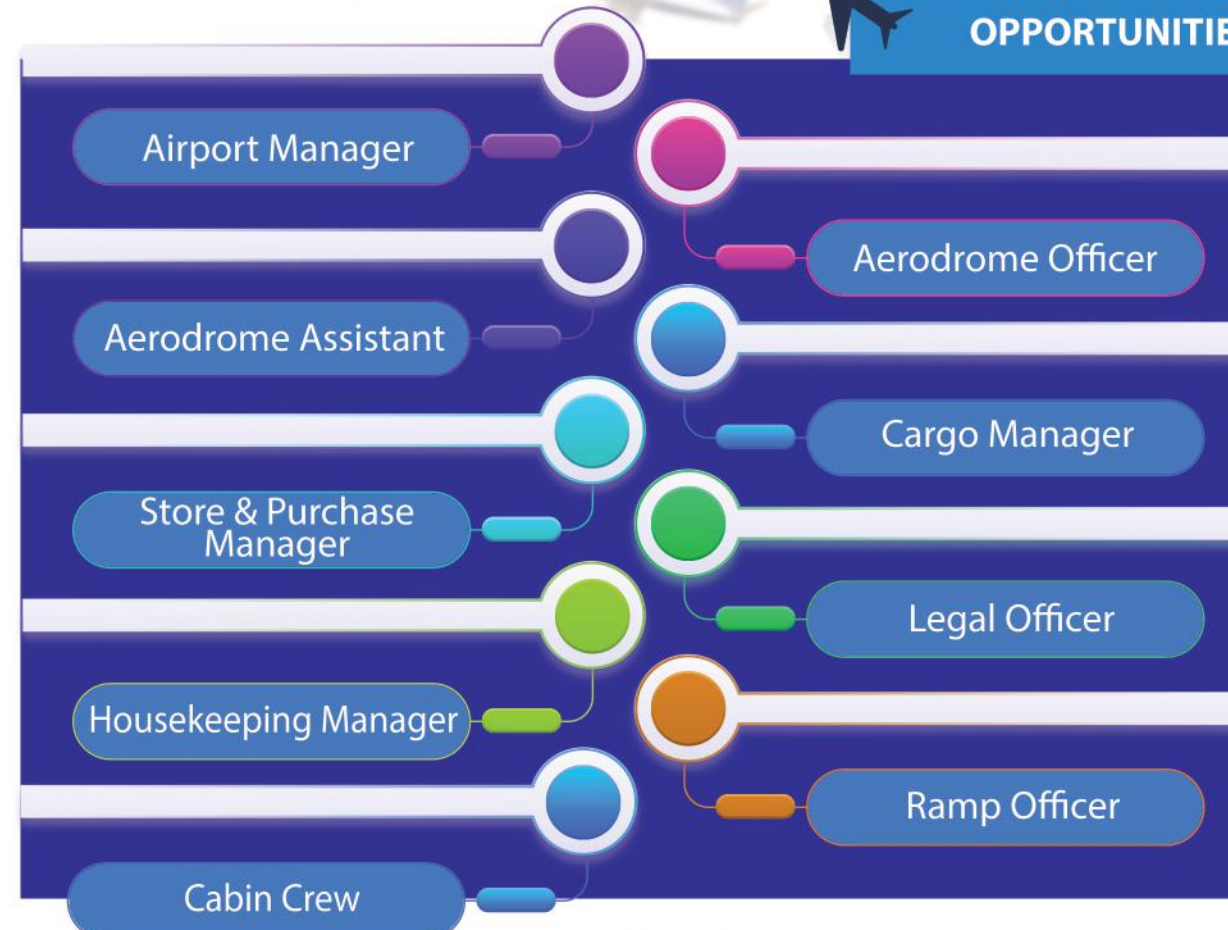 OPPORTUNITIE
Airport Manager
Aerodrome Officer
Aerodrome Assistant
Cargo Manager
Store & Purchase
Manager
Legal Officer
Housekeeping Manager
Ramp Officer
Cabin Crew